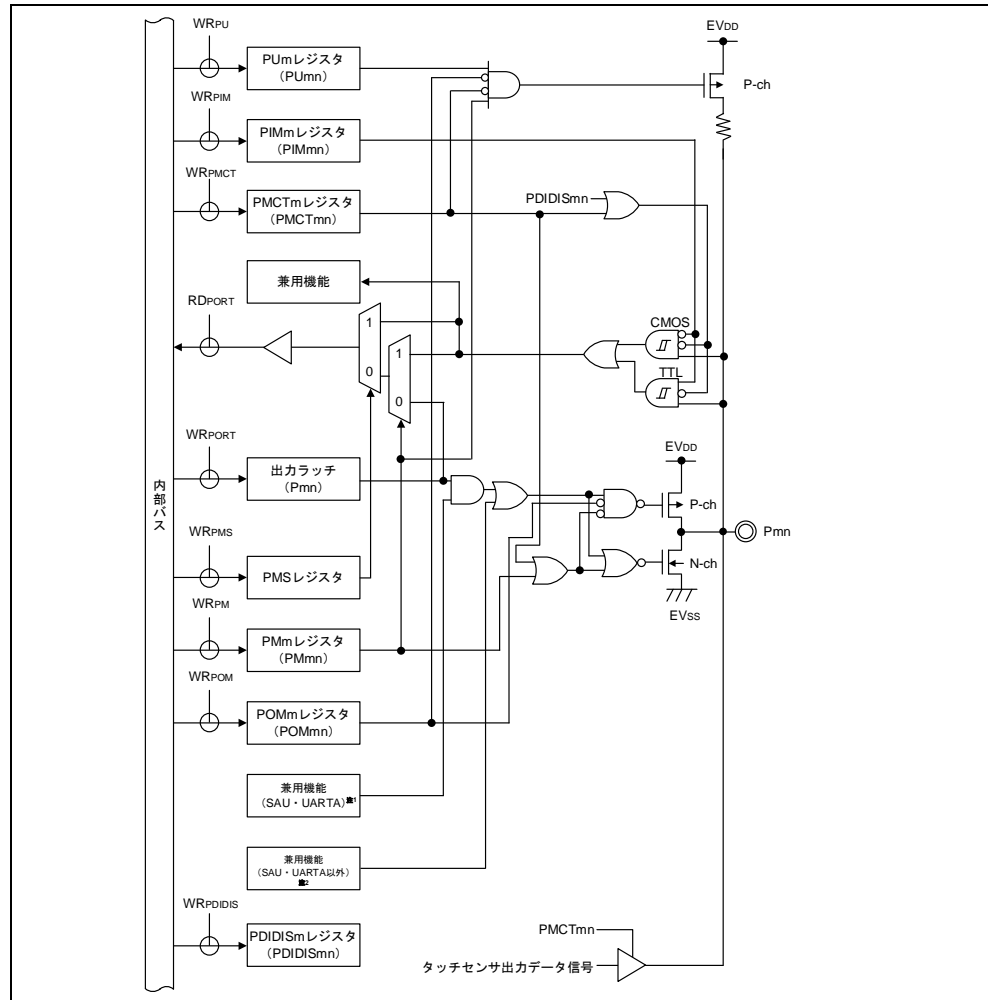 WRPU
EVDD
PUmレジスタ
(PUmn)
P-ch
WRPIM
PIMmレジスタ
(PIMmn)
WRPMCT
PMCTmレジスタ
(PMCTmn)
PDIDISmn
兼用機能
RDPORT
1
0
1
0
CMOS
TTL
WRPORT
出力ラッチ
(Pmn)
EVDD
P-ch
Pmn
内部バス
WRPMS
PMSレジスタ
N-ch
EVSS
WRPM
PMmレジスタ
(PMmn)
WRPOM
POMmレジスタ
(POMmn)
兼用機能
(SAU・UARTA)注1
兼用機能
(SAU・UARTA以外)
注2
WRPDIDIS
PDIDISmレジスタ
(PDIDISmn)
PMCTmn
タッチセンサ出力データ信号